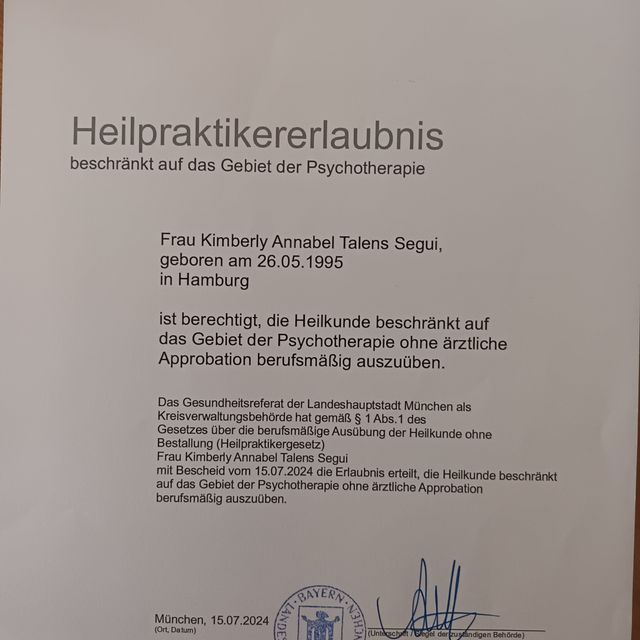 Heilpraktikererlaubnis
beschränkt auf das Gebiet der Psychotherapie
Frau Kimberly Annabel Talens Segui,
geboren am 26.05.1995
in Hamburg
ist berechtigt, die Heilkunde beschränkt auf
das Gebiet der Psychotherapie ohne ärztliche
Approbation berufsmäßig auszuüben.
Das Gesundheitsreferat der Landeshauptstadt München als
Kreisverwaltungsbehörde hat gemäß § 1 Abs.1 des
Gesetzes über die berufsmäßige Ausübung der Heilkunde ohne
Bestallung (Heilpraktikergesetz)
Frau Kimberly Annabel Talens Segui
mit Bescheid vom 15.07.2024 die Erlaubnis erteilt, die Heilkunde beschränkt
auf das Gebiet der Psychotherapie ohne ärztliche Approbation
berufsmäßig auszuüben.
BAYERN
München, 15.07.2024
(Ort, Datum)
(Unterschrift / Siegel der zuständigen Behörde)